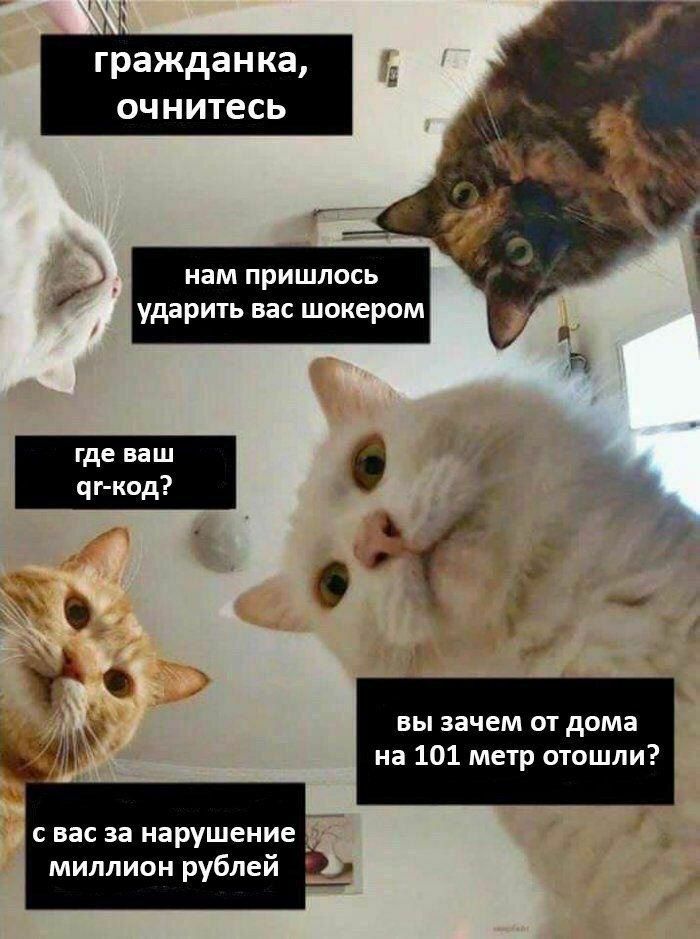 гражданка,
очнитесь
нам пришлось
ударить вас шокером
где ваш
qr-код?
вы зачем от дома
на 101 метр отошли?
с вас за нарушение
миллион рублей